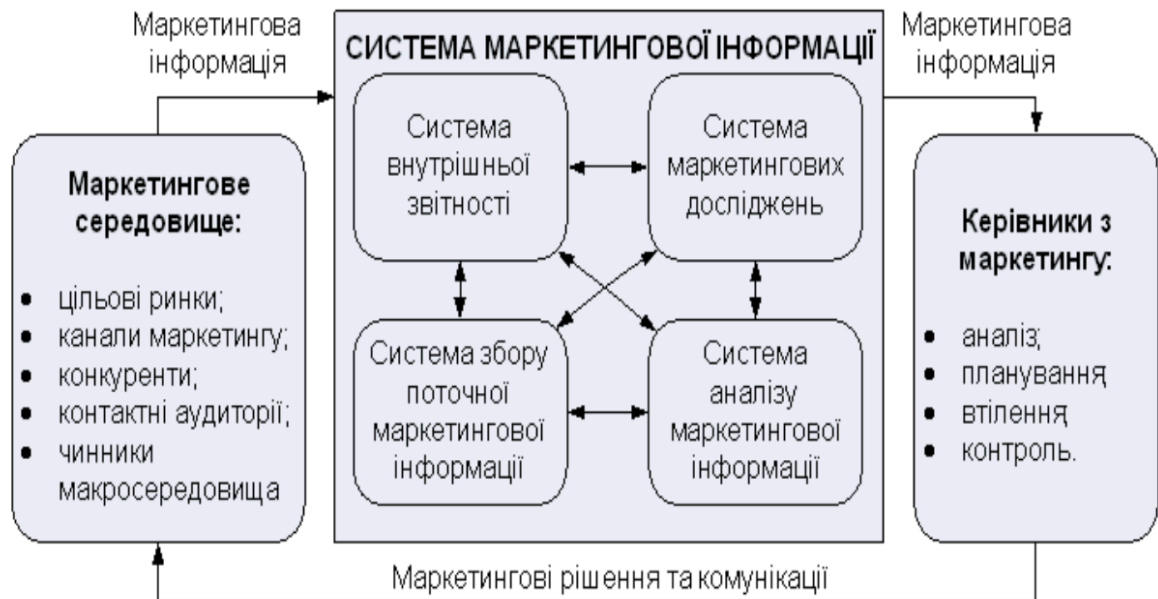 Маркетингова
інформація
СИСТЕМА МАРКЕТИНГОВОЇ ІНФОРМАЦІЇ
Маркетингова
інформація
Маркетингове
середовище:
• цільові ринки;
• канали маркетингу;
• конкуренти;
• контактні аудиторії;
• чинники
макросередовища
Система
внутрішньої
звітності
Система
маркетингових
досліджень
Система збору
поточної
маркетингової
інформації
Система
аналізу
маркетингової
інформації
Керівники з
маркетингу:
• аналіз;
• планування;
• втілення;
• контроль.
Маркетингові рішення та комунікації